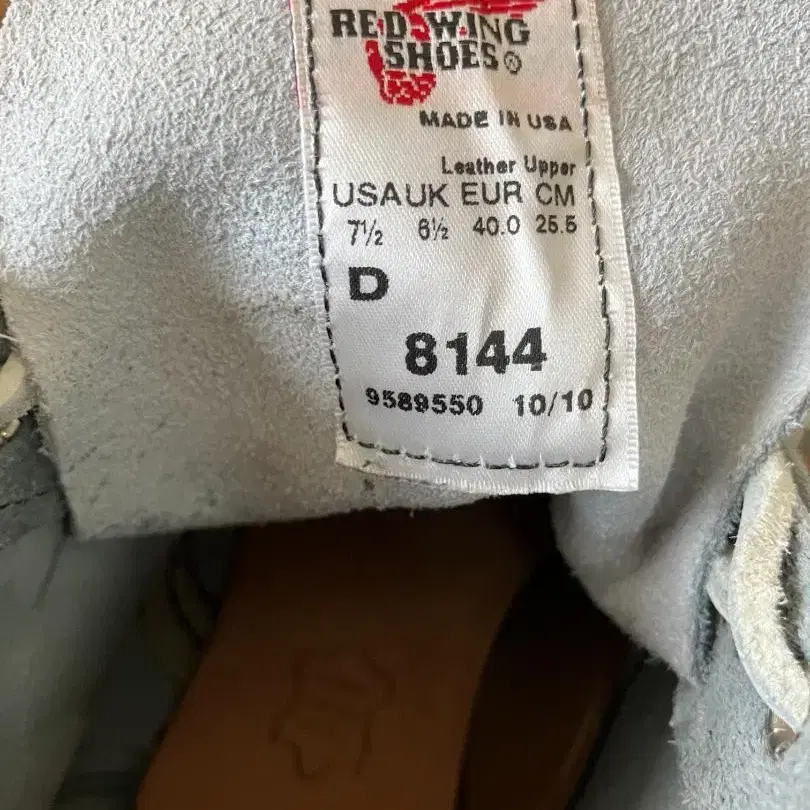 RED WING
SHOES®
MADE IN USA
Leather Upper
USA UK EUR CM
7½ 6½ 40.0 25.5
D
8144
9589550 10/10